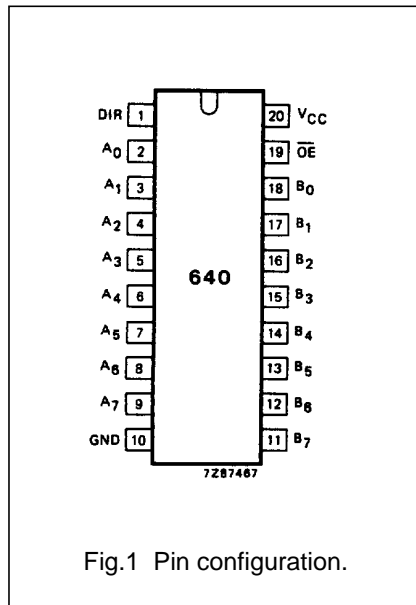 DIR 1 20 VCC
A0 2 19 OE
A1 3 18 B0
A2 4 17 B1
A3 5 16 B2
640
A4 6 15 B3
A5 7 14 B4
A6 8 13 B5
A7 9 12 B6
GND 10 11 B7
7Z87467
Fig.1 Pin configuration.